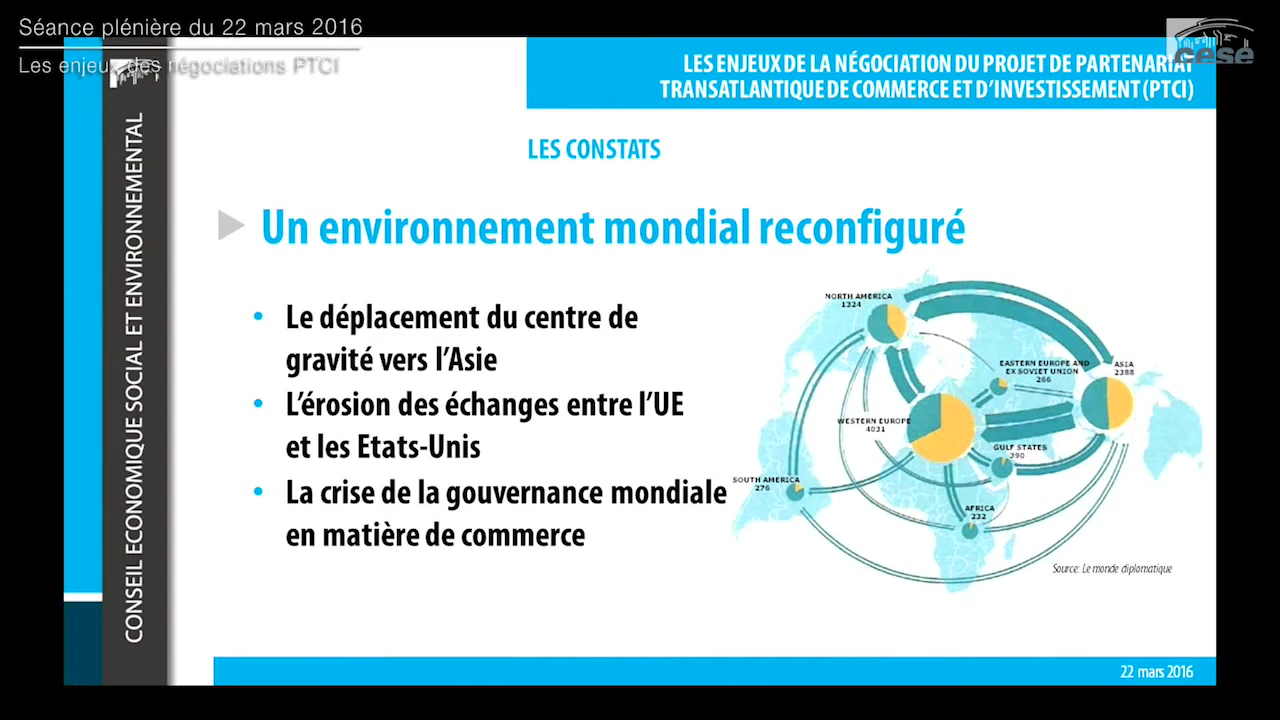 Séance plénière du 22 mars 2016
Les enjeux des négociations PTCI
cese
LES ENJEUX DE LA NÉGOCIATION DU PROJET DE PARTENARIAT
TRANSATLANTIQUE DE COMMERCE ET D'INVESTISSEMENT (PTCI)
CONSEIL ECONOMIQUE SOCIAL ET ENVIRONNEMENTAL
LES CONSTATS
Un environnement mondial reconfiguré
• Le déplacement du centre de
gravité vers l'Asie
• L'érosion des échanges entre l'UE
et les Etats-Unis
• La crise de la gouvernance mondiale
en matière de commerce
NORTH AMERICA
1324
EASTERN EUROPE AND
EX SOVIET UNION
266
ASIA
2388
WESTERN EUROPE
4031
GULF STATES
390
SOUTH AMERICA
276
AFRICA
232
Source: Le monde diplomatique
22 mars 2016